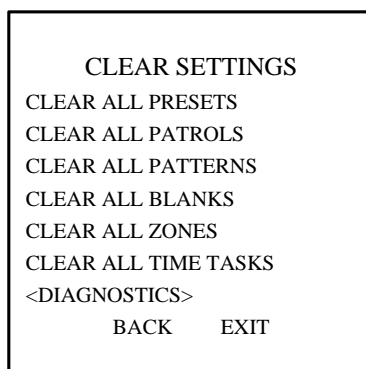 CLEAR SETTINGS
CLEAR ALL PRESETS
CLEAR ALL PATROLS
CLEAR ALL PATTERNS
CLEAR ALL BLANKS
CLEAR ALL ZONES
CLEAR ALL TIME TASKS
<DIAGNOSTICS>
BACK EXIT